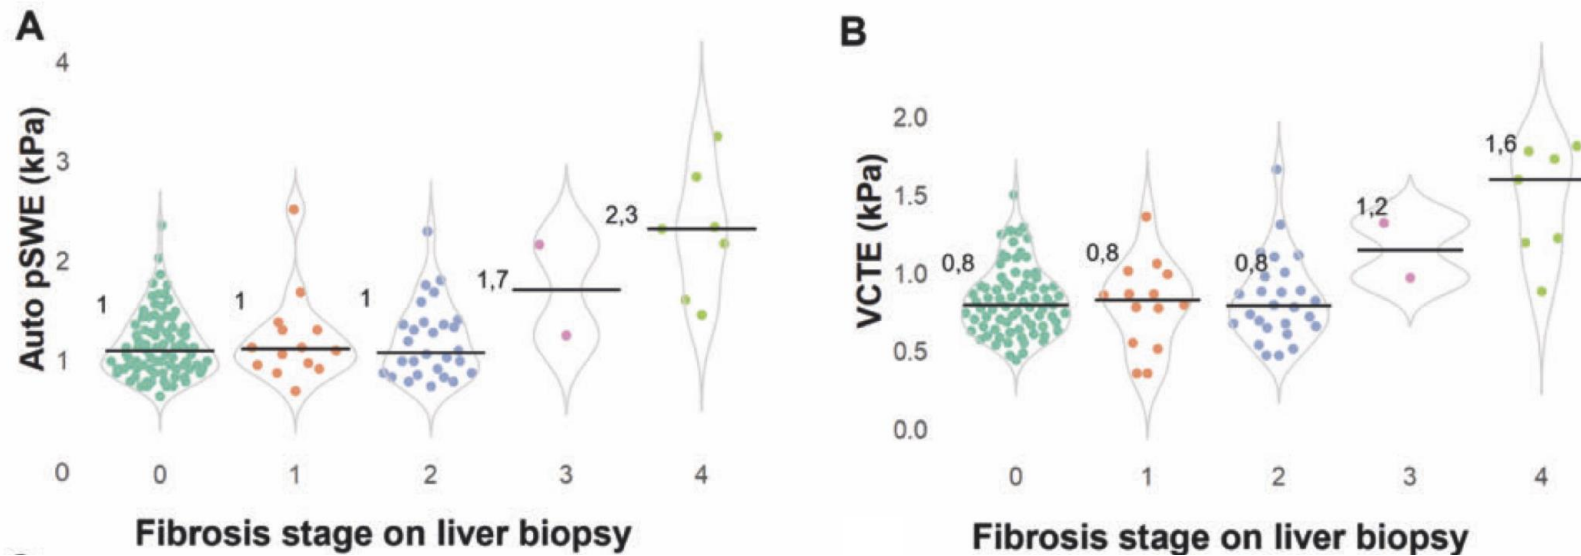 A
Auto pSWE (kPa)
4
3
2
1
0
1
1
1
1,7
2,3
0 1 2 3 4
Fibrosis stage on liver biopsy
B
VCTE (kPa)
2.0
1.5
1.0
0.5
0.0
0,8
0,8
0,8
1,2
1,6
0 1 2 3 4
Fibrosis stage on liver biopsy